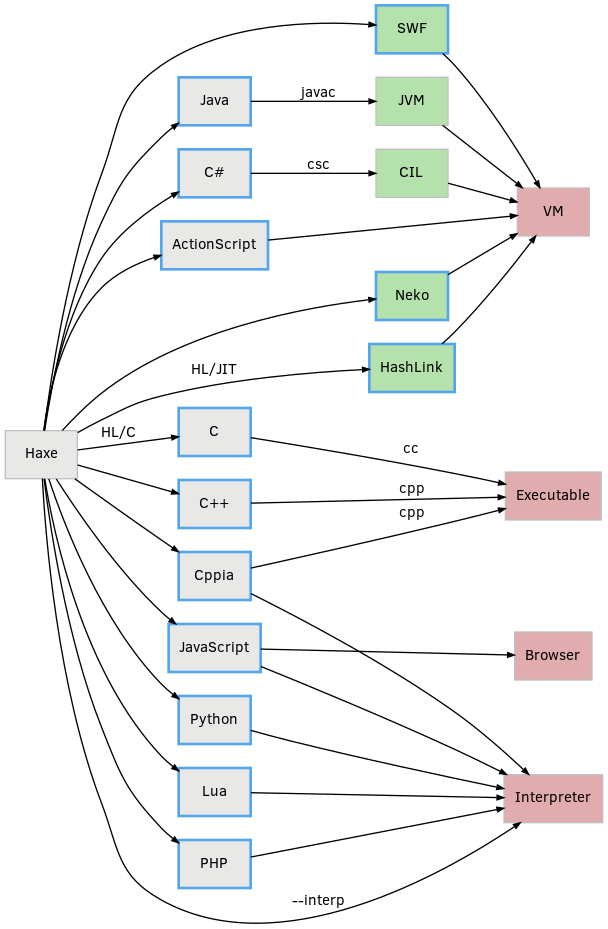 SWF
Java
javac
JVM
C#
csc
CIL
VM
ActionScript
Neko
HL/JIT
HashLink
Haxe
HL/C
C
cc
C++
cpp
Executable
cpp
Cppia
JavaScript
Browser
Python
Lua
Interpreter
PHP
--interp